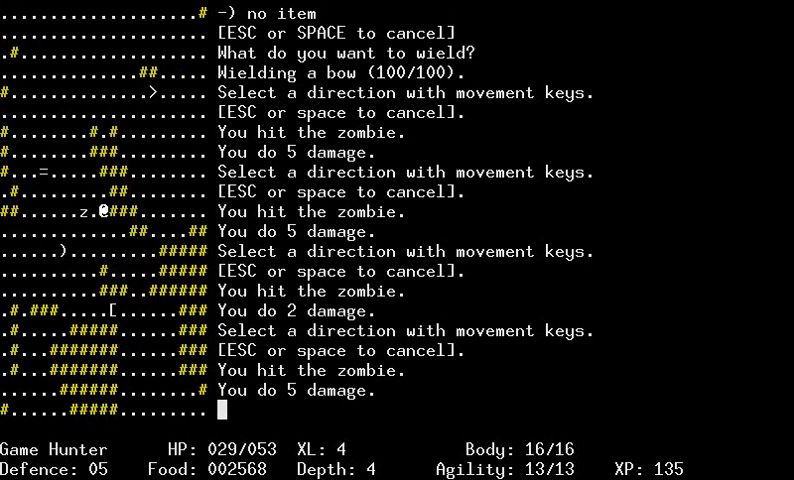 ....................# -) no item
..................... [ESC or SPACE to cancel]
.#................... What do you want to wield?
..............##..... Wielding a bow (100/100).
#..............>..... Select a direction with movement keys.
..................... [ESC or space to cancel].
#........#.#......... You hit the zombie.
#........###......... You do 5 damage.
#...=.....###........ Select a direction with movement keys.
.#.........##........ [ESC or space to cancel].
##......z.@###....... You hit the zombie.
.............##....## You do 5 damage.
......).........##### Select a direction with movement keys.
..........#.....##### [ESC or space to cancel].
..........###..###### You hit the zombie.
.#.###.....[......### You do 2 damage.
.#.....#####......### Select a direction with movement keys.
.#...#######......### [ESC or space to cancel].
.#...#######......... You hit the zombie.
......######........# You do 5 damage.
#......#####.........
Game Hunter HP: 029/053 XL: 4 Body: 16/16
Defence: 05 Food: 002568 Depth: 4 Agility: 13/13 XP: 135